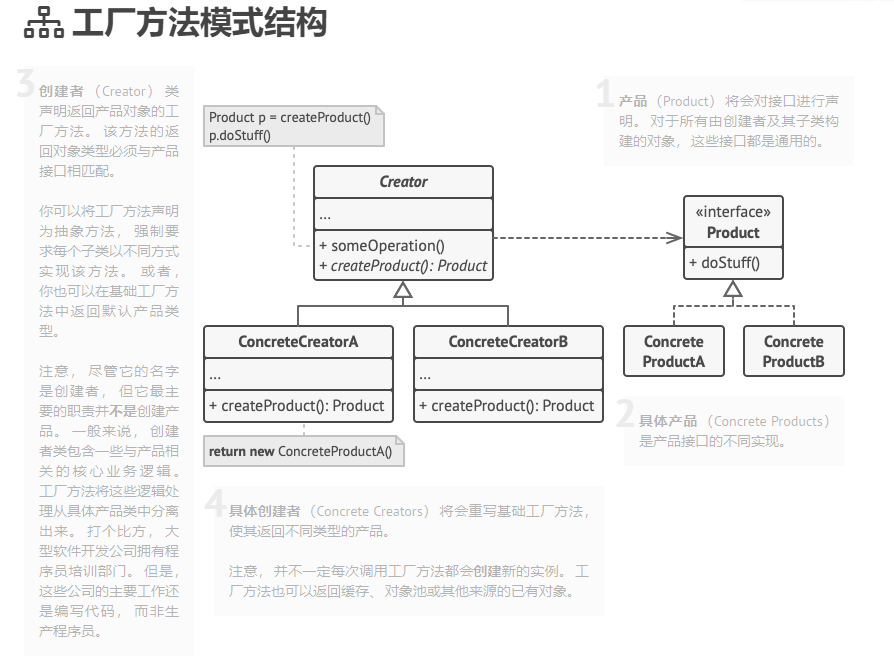 工厂方法模式结构
3
创建者 （Creator） 类
声明返回产品对象的工
厂方法。 该方法的返
回对象类型必须与产品
接口相匹配。
你可以将工厂方法声明
为抽象方法， 强制要
求每个子类以不同方式
实现该方法。 或者，
你也可以在基础工厂方
法中返回默认产品类
型。
注意， 尽管它的名字
是创建者， 但它最主
要的职责并不是创建产
品。 一般来说， 创建
者类包含一些与产品相
关的核心业务逻辑。
工厂方法将这些逻辑处
理从具体产品类中分离
出来。 打个比方， 大
型软件开发公司拥有程
序员培训部门。 但是，
这些公司的主要工作还
是编写代码， 而非生
产程序员。
Product p = createProduct()
p.doStuff()
Creator
...
+ someOperation()
+ createProduct(): Product
ConcreteCreatorA
...
+ createProduct(): Product
return new ConcreteProductA()
ConcreteCreatorB
...
+ createProduct(): Product
1
产品 （Product） 将会对接口进行声
明。 对于所有由创建者及其子类构
建的对象， 这些接口都是通用的。
«interface»
Product
+ doStuff()
Concrete
ProductA
Concrete
ProductB
2
具体产品 （Concrete Products）
是产品接口的不同实现。
4
具体创建者 （Concrete Creators） 将会重写基础工厂方法，
使其返回不同类型的产品。
注意， 并不一定每次调用工厂方法都会创建新的实例。 工
厂方法也可以返回缓存、 对象池或其他来源的已有对象。